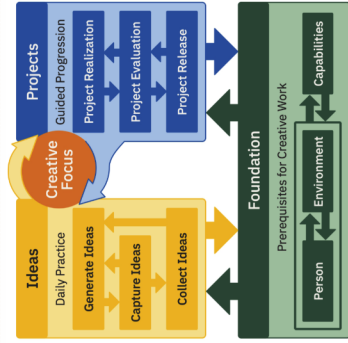 Ideas
Daily Practice
Generate Ideas
Capture Ideas
Collect Ideas
Creative
Focus
Projects
Guided Progression
Project Realization
Project Evaluation
Project Release
Foundation
Prerequisites for Creative Work
Person
Environment
Capabilities